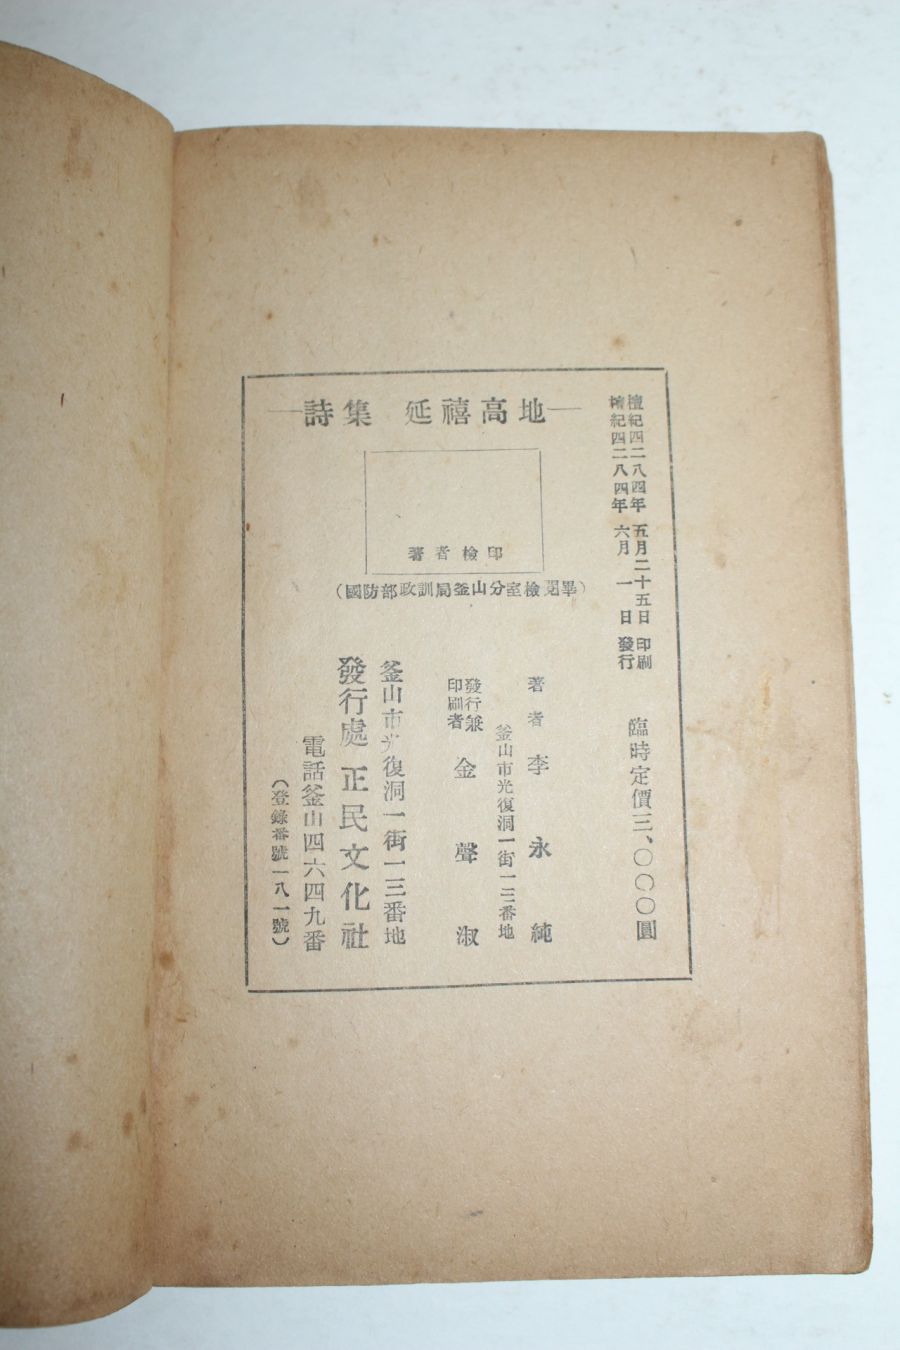 檀紀四二八四年 五月二十五日 印刷
檀紀四二八四年 六月 一 日 發行
臨時定價三、〇〇〇圓
—地高禧延 集詩—
印檢者著
(畢閱檢室分山釜局訓政部防國)
著者 李永純
釜山市光復洞一街一三番地
發行兼
印刷者 金聲淑
釜山市光復洞一街一三番地
發行處 正民文化社
電話釜山四六四九番
(登錄番號一八一號)